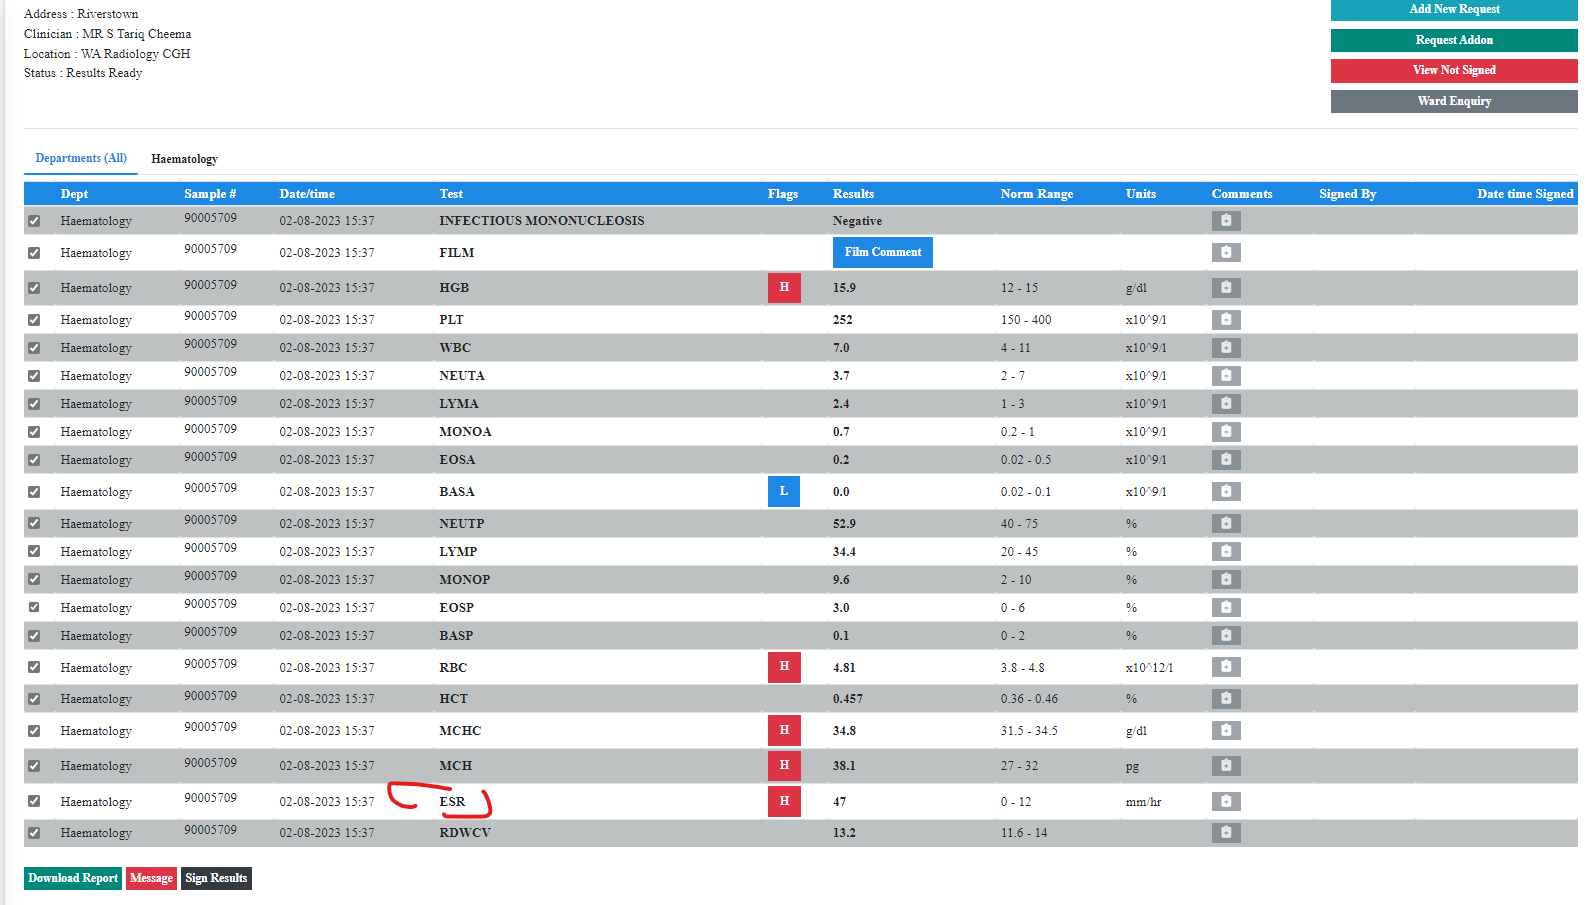 Address : Riverstown
Clinician : MR S Tariq Cheema
Location : WA Radiology CGH
Status : Results Ready
Add New Request
Request Addon
View Not Signed
Ward Enquiry
Departments (All) Haematology
Dept Sample # Date/time Test Flags Results Norm Range Units Comments Signed By Date time Signed
Haematology 90005709 02-08-2023 15:37 INFECTIOUS MONONUCLEOSIS Negative
Haematology 90005709 02-08-2023 15:37 FILM Film Comment
Haematology 90005709 02-08-2023 15:37 HGB H 15.9 12 - 15 g/dl
Haematology 90005709 02-08-2023 15:37 PLT 252 150 - 400 x10^9/l
Haematology 90005709 02-08-2023 15:37 WBC 7.0 4 - 11 x10^9/l
Haematology 90005709 02-08-2023 15:37 NEUTA 3.7 2 - 7 x10^9/l
Haematology 90005709 02-08-2023 15:37 LYMA 2.4 1 - 3 x10^9/l
Haematology 90005709 02-08-2023 15:37 MONOA 0.7 0.2 - 1 x10^9/l
Haematology 90005709 02-08-2023 15:37 EOSA 0.2 0.02 - 0.5 x10^9/l
Haematology 90005709 02-08-2023 15:37 BASA L 0.0 0.02 - 0.1 x10^9/l
Haematology 90005709 02-08-2023 15:37 NEUTP 52.9 40 - 75 %
Haematology 90005709 02-08-2023 15:37 LYMP 34.4 20 - 45 %
Haematology 90005709 02-08-2023 15:37 MONOP 9.6 2 - 10 %
Haematology 90005709 02-08-2023 15:37 EOSP 3.0 0 - 6 %
Haematology 90005709 02-08-2023 15:37 BASP 0.1 0 - 2 %
Haematology 90005709 02-08-2023 15:37 RBC H 4.81 3.8 - 4.8 x10^12/l
Haematology 90005709 02-08-2023 15:37 HCT 0.457 0.36 - 0.46 %
Haematology 90005709 02-08-2023 15:37 MCHC H 34.8 31.5 - 34.5 g/dl
Haematology 90005709 02-08-2023 15:37 MCH H 38.1 27 - 32 pg
Haematology 90005709 02-08-2023 15:37 ESR H 47 0 - 12 mm/hr
Haematology 90005709 02-08-2023 15:37 RDWCV 13.2 11.6 - 14
Download Report Message Sign Results